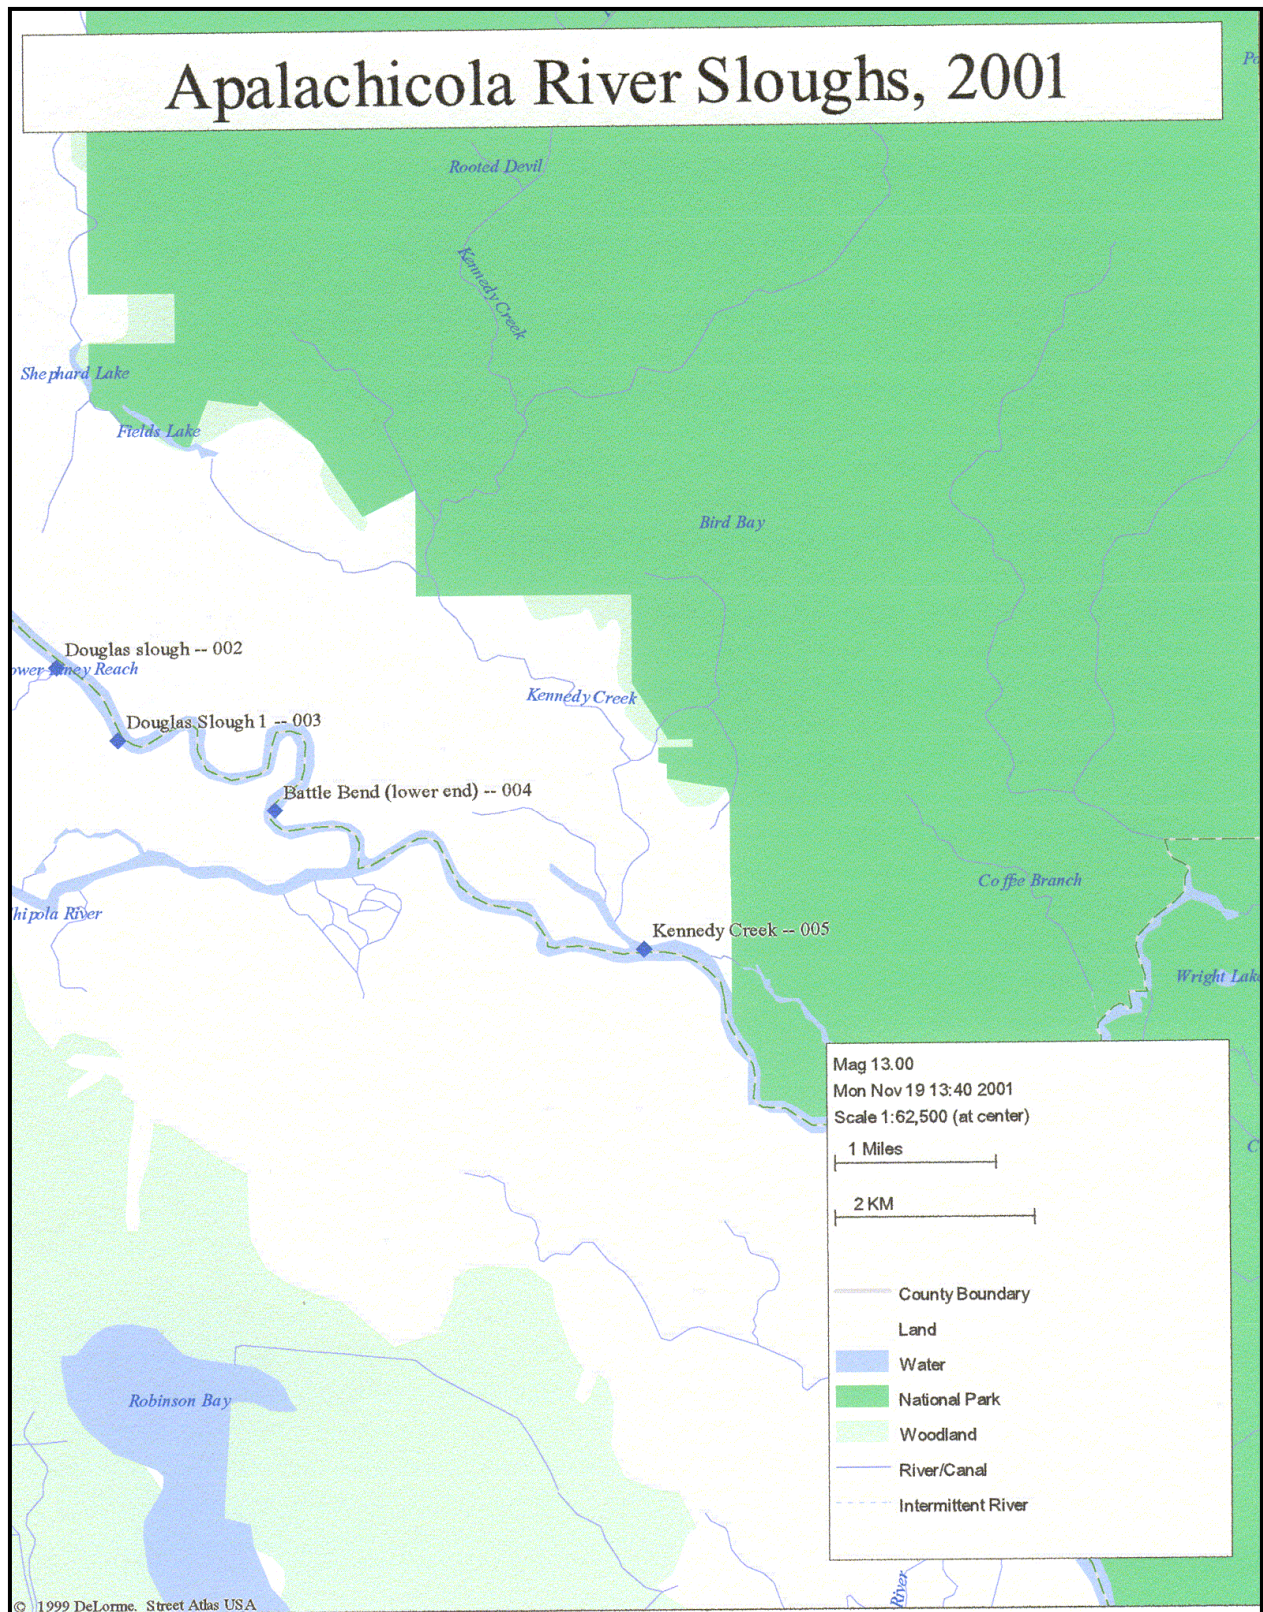 Apalachicola River Sloughs, 2001
Rooted Devil
Kennedy Creek
Shephard Lake
Fields Lake
Bird Bay
Douglas slough -- 002
Reach
Kennedy Creek
Douglas Slough 1 -- 003
Battle Bend (lower end) -- 004
Coffee Branch
hipola River
Kennedy Creek -- 005
Wright Lake
Mag 13.00
Mon Nov 19 13:40 2001
Scale 1:62,500 (at center)
1 Miles
2 KM
County Boundary
Land
Water
National Park
Woodland
River/Canal
Intermittent River
Robinson Bay
River
© 1999 DeLorme. Street Atlas USA